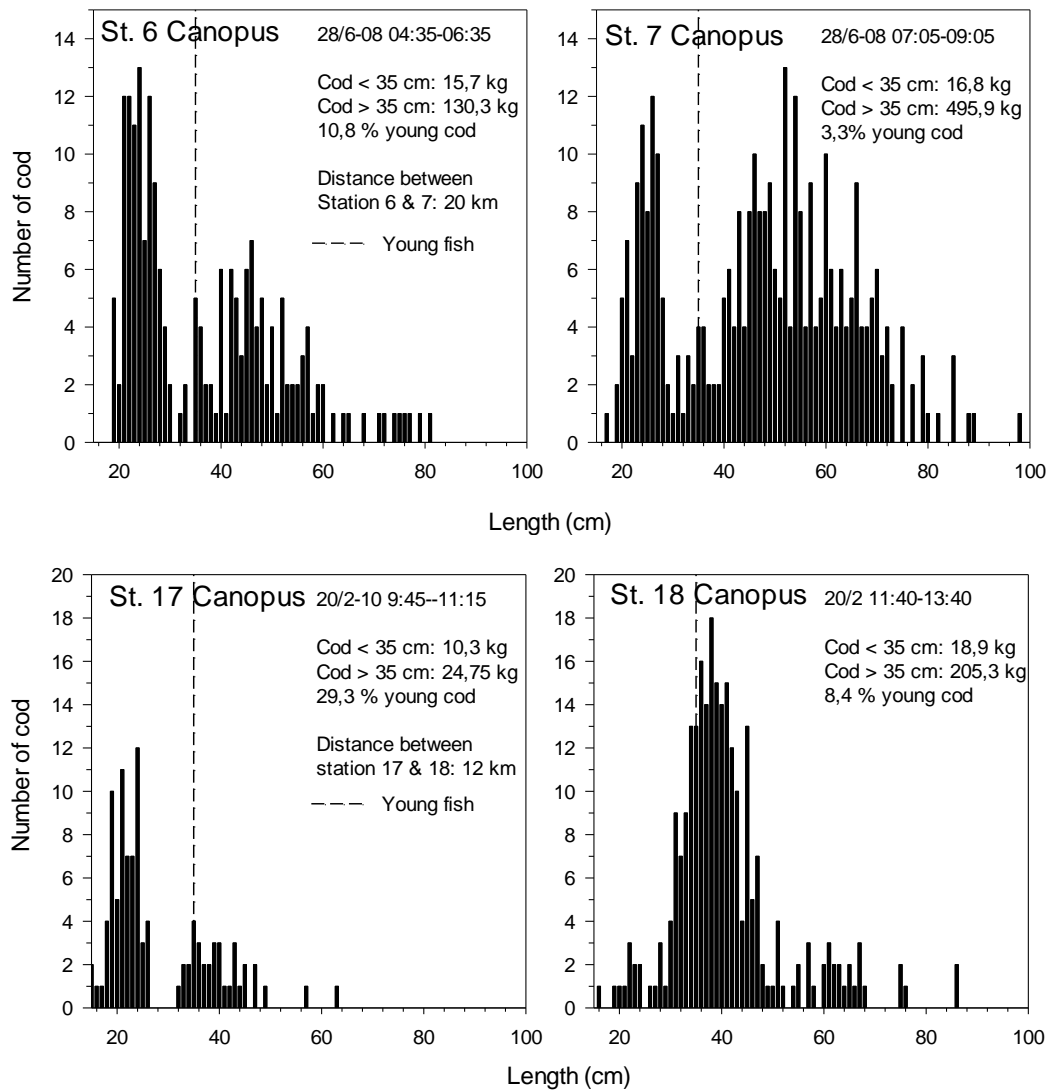 St. 6 Canopus
28/6-08 04:35-06:35
Cod < 35 cm: 15,7 kg
Cod > 35 cm: 130,3 kg
10,8 % young cod
Distance between
Station 6 & 7: 20 km
Young fish
Number of cod
14
12
10
8
6
4
2
0
20
40
60
80
100
St. 7 Canopus
28/6-08 07:05-09:05
Cod < 35 cm: 16,8 kg
Cod > 35 cm: 495,9 kg
3,3% young cod
14
12
10
8
6
4
2
0
20
40
60
80
100
Length (cm)
St. 17 Canopus
20/2-10 9:45--11:15
Cod < 35 cm: 10,3 kg
Cod > 35 cm: 24,75 kg
29,3 % young cod
Distance between
station 17 & 18: 12 km
Young fish
Number of cod
20
18
16
14
12
10
8
6
4
2
0
20
40
60
80
100
St. 18 Canopus
20/2 11:40-13:40
Cod < 35 cm: 18,9 kg
Cod > 35 cm: 205,3 kg
8,4 % young cod
20
18
16
14
12
10
8
6
4
2
0
20
40
60
80
100
Length (cm)